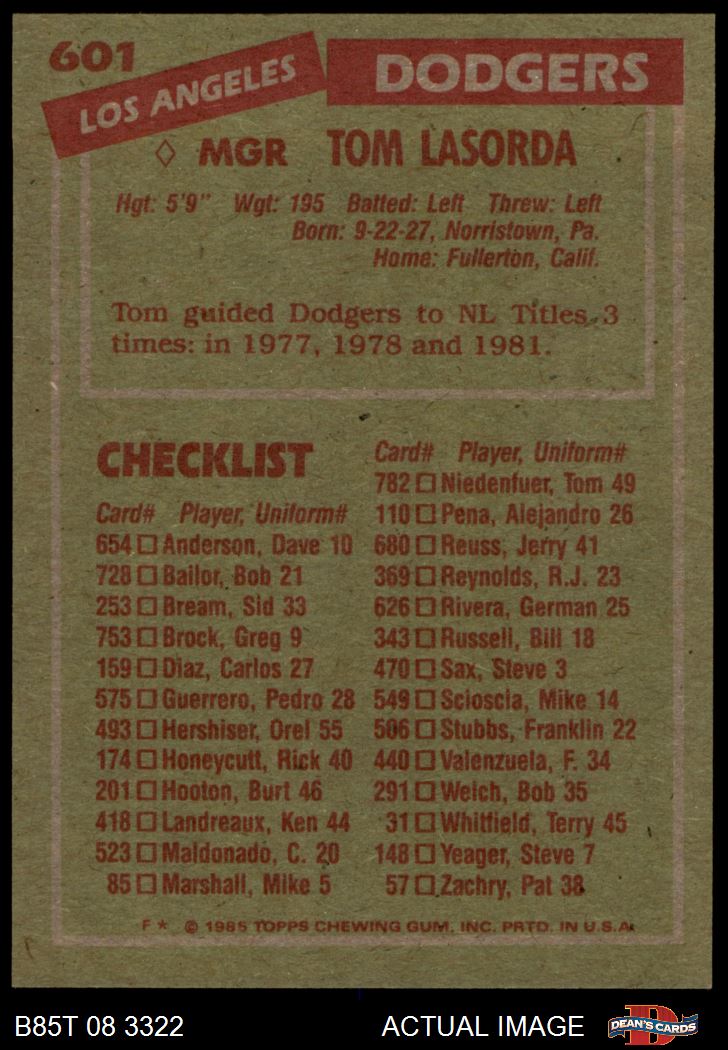 601
LOS ANGELES DODGERS
◊ MGR TOM LASORDA
Hgt: 5'9" Wgt: 195 Batted: Left Threw: Left
Born: 9-22-27, Norristown, Pa.
Home: Fullerton, Calif.
Tom guided Dodgers to NL Titles 3
times: in 1977, 1978 and 1981.
CHECKLIST
Card# Player, Uniform#
654 □ Anderson, Dave 10
728 □ Bailor, Bob 21
253 □ Bream, Sid 33
753 □ Brock, Greg 9
159 □ Diaz, Carlos 27
575 □ Guerrero, Pedro 28
493 □ Hershiser, Orel 55
174 □ Honeycutt, Rick 40
201 □ Hooton, Burt 46
418 □ Landreaux, Ken 44
523 □ Maldonado, C. 20
85 □ Marshall, Mike 5
Card# Player, Uniform#
782 □ Niedenfuer, Tom 49
110 □ Pena, Alejandro 26
680 □ Reuss, Jerry 41
369 □ Reynolds, R.J. 23
626 □ Rivera, German 25
343 □ Russell, Bill 18
470 □ Sax, Steve 3
549 □ Scioscia, Mike 14
506 □ Stubbs, Franklin 22
440 □ Valenzuela, F. 34
291 □ Welch, Bob 35
31 □ Whitfield, Terry 45
148 □ Yeager, Steve 7
57 □ Zachry, Pat 38
F ★ © 1985 TOPPS CHEWING GUM, INC. PRTD. IN U.S.A.
B85T 08 3322
ACTUAL IMAGE
D
DEAN'S CARDS